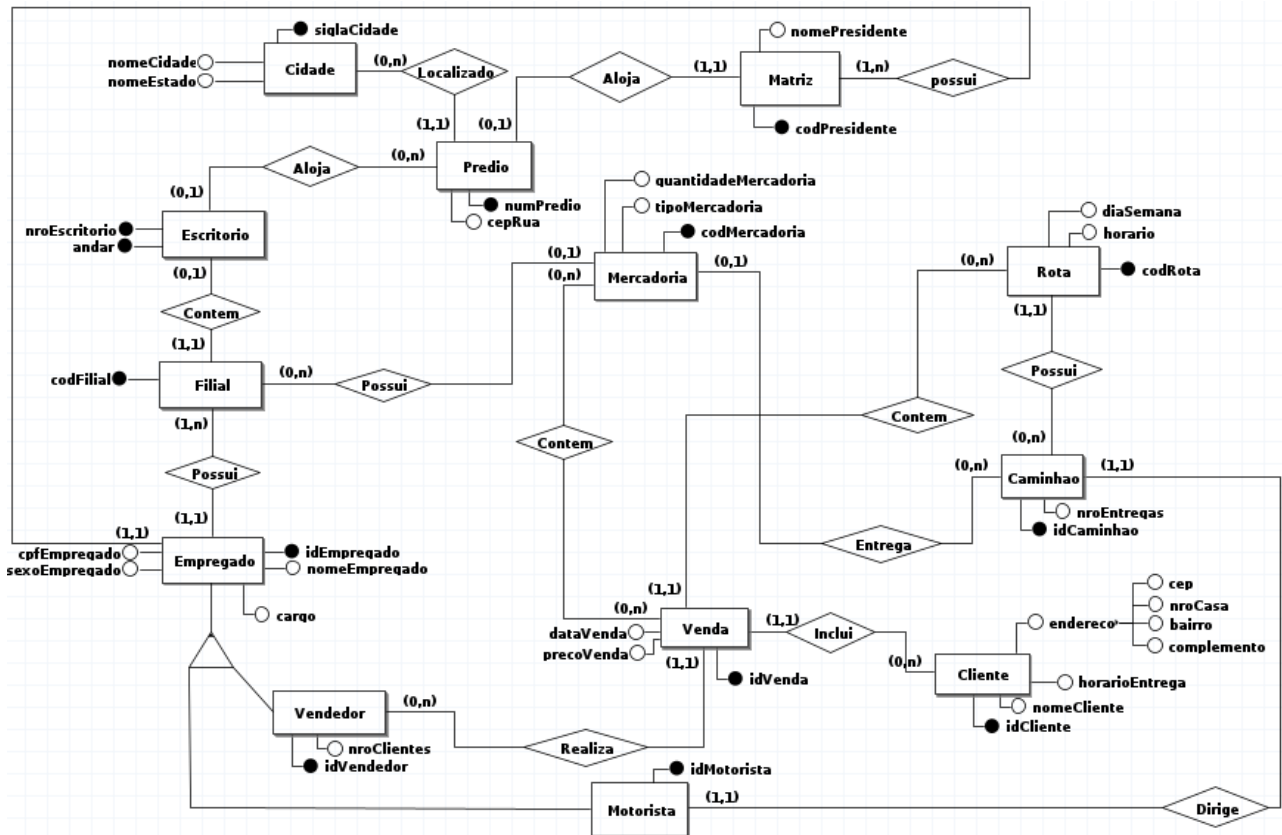 siglaCidade
nomeCidade
nomeEstado
Cidade
(0,n)
Localizado
(1,1)
Aloja
(0,1)
(1,1)
nomePresidente
Matriz
codPresidente
(1,n)
possui
Predio
numPredio
cepRua
(0,n)
Aloja
(0,1)
nroEscritorio
andar
Escritorio
(0,1)
Contem
(1,1)
codFilial
Filial
(0,n)
Possui
(0,1)
(0,n)
quantidadeMercadoria
tipoMercadoria
codMercadoria
Mercadoria
(0,1)
diaSemana
horario
codRota
Rota
(0,n)
(1,1)
Possui
(0,n)
Contem
Contem
(1,n)
Possui
(1,1)
(1,1)
cpfEmpregado
sexoEmpregado
Empregado
idEmpregado
nomeEmpregado
cargo
(0,n)
Caminhao
(1,1)
nroEntregas
idCaminhao
Entrega
(1,1)
(0,n)
dataVenda
precoVenda
Venda
(1,1)
(1,1)
idVenda
Inclui
(0,n)
Cliente
endereco
cep
nroCasa
bairro
complemento
horarioEntrega
nomeCliente
idCliente
Vendedor
(0,n)
nroClientes
idVendedor
Realiza
idMotorista
Motorista
(1,1)
Dirige